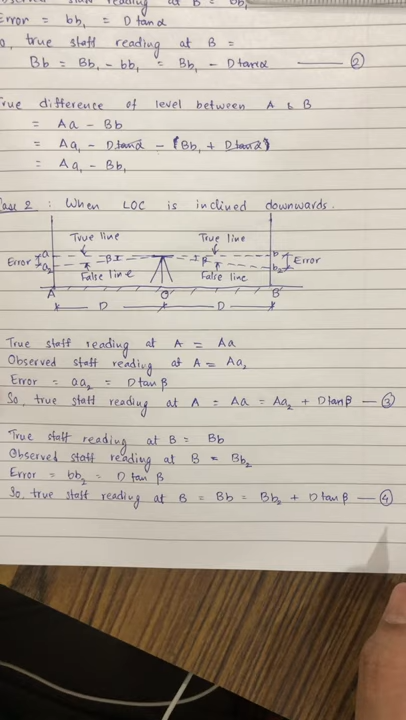 Error = bb₁ = D tan α
So, true staff reading at B =
Bb = Bb₁ - bb₁ = Bb₁ - D tan α ——— ②
True difference of level between A & B
= Aa - Bb
= Aa₁ - D tan α - (Bb₁ + D tan α)
= Aa₁ - Bb₁
Case 2 : When LOC is inclined downwards.
True line True line
Error a β b Error
a₂ False line False line b₂
A O B
D D
True staff reading at A = Aa
Observed staff reading at A = Aa₂
Error = aa₂ = D tan β
So, true staff reading at A = Aa = Aa₂ + D tan β — ③
True staff reading at B = Bb
Observed staff reading at B = Bb₂
Error = bb₂ = D tan β
So, true staff reading at B = Bb = Bb₂ + D tan β — ④